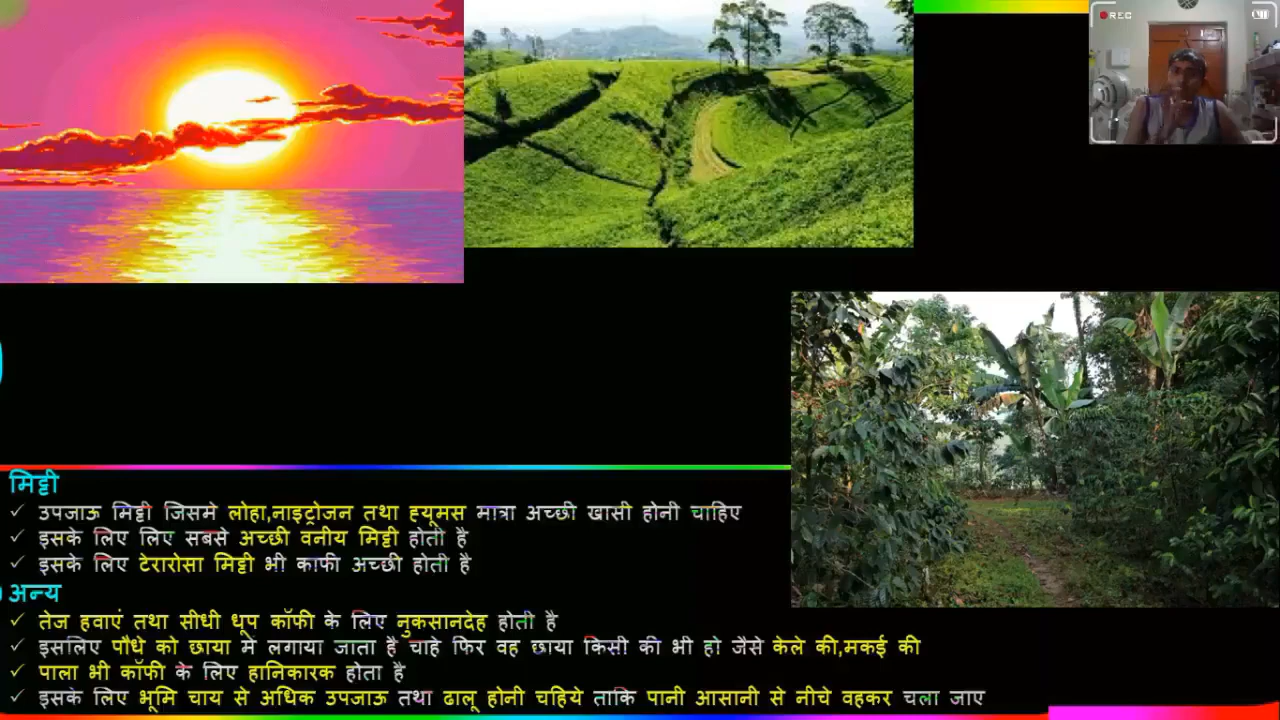 REC
मिट्टी
✓ उपजाऊ मिट्टी जिसमे लोहा,नाइट्रोजन तथा ह्यूमस मात्रा अच्छी खासी होनी चाहिए
✓ इसके लिए लिए सबसे अच्छी वनीय मिट्टी होती है
✓ इसके लिए टेरारोसा मिट्टी भी काफी अच्छी होती है
अन्य
✓ तेज हवाएं तथा सीधी धूप कॉफी के लिए नुकसानदेह होती है
✓ इसलिए पौधे को छाया मे लगाया जाता है चाहे फिर वह छाया किसी की भी हो जैसे केले की,मकई की
✓ पाला भी कॉफी के लिए हानिकारक होता है
✓ इसके लिए भूमि चाय से अधिक उपजाऊ तथा ढालू होनी चहिये ताकि पानी आसानी से नीचे वहकर चला जाए